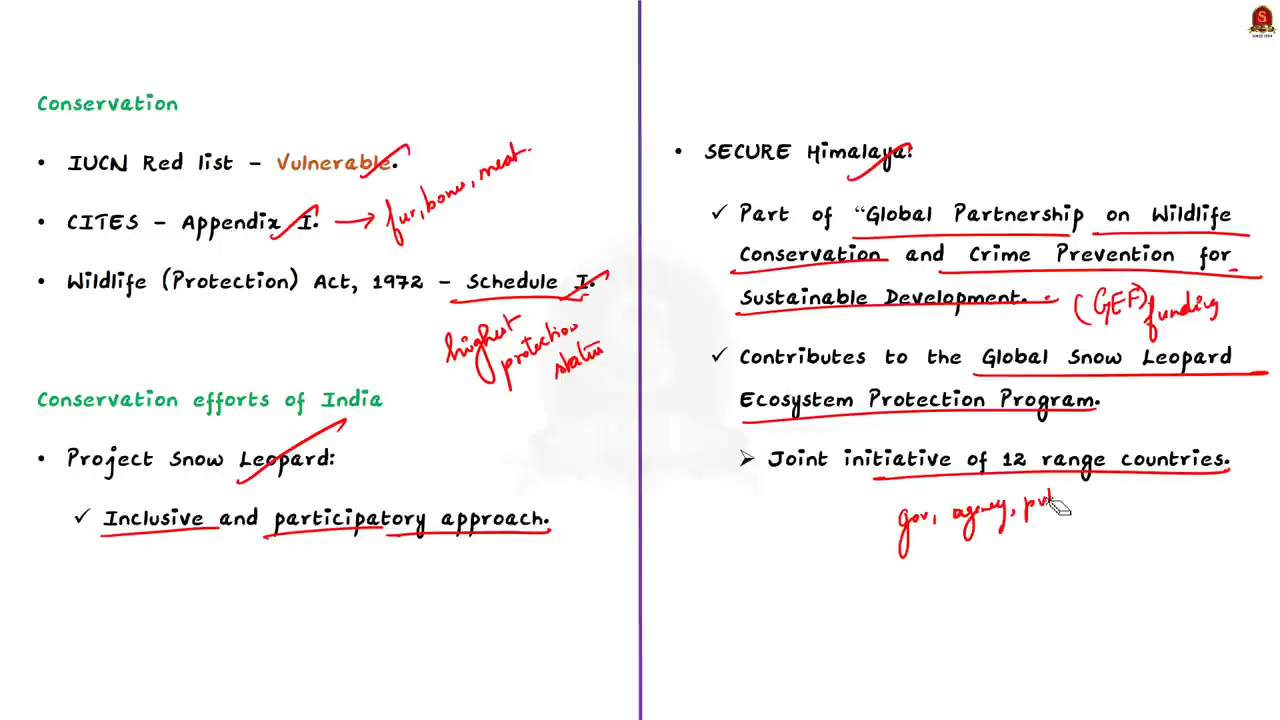 Conservation
• IUCN Red list – Vulnerable.
• CITES – Appendix I. → fur, bones, meat.
• Wildlife (Protection) Act, 1972 – Schedule I.
highest
protection
status
Conservation efforts of India
• Project Snow Leopard:
✓ Inclusive and participatory approach.
• SECURE Himalaya:
✓ Part of “Global Partnership on Wildlife
Conservation and Crime Prevention for
Sustainable Development. (GEF) funding
✓ Contributes to the Global Snow Leopard
Ecosystem Protection Program.
➢ Joint initiative of 12 range countries.
gov, agency,